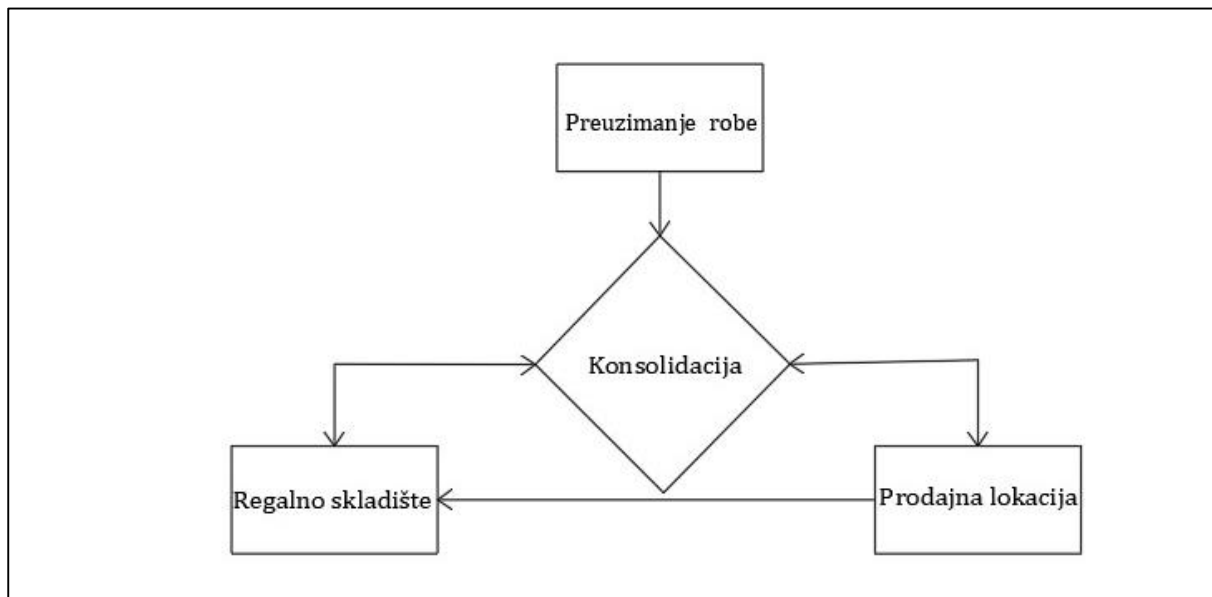 Preuzimanje robe
Konsolidacija
Regalno skladište
Prodajna lokacija